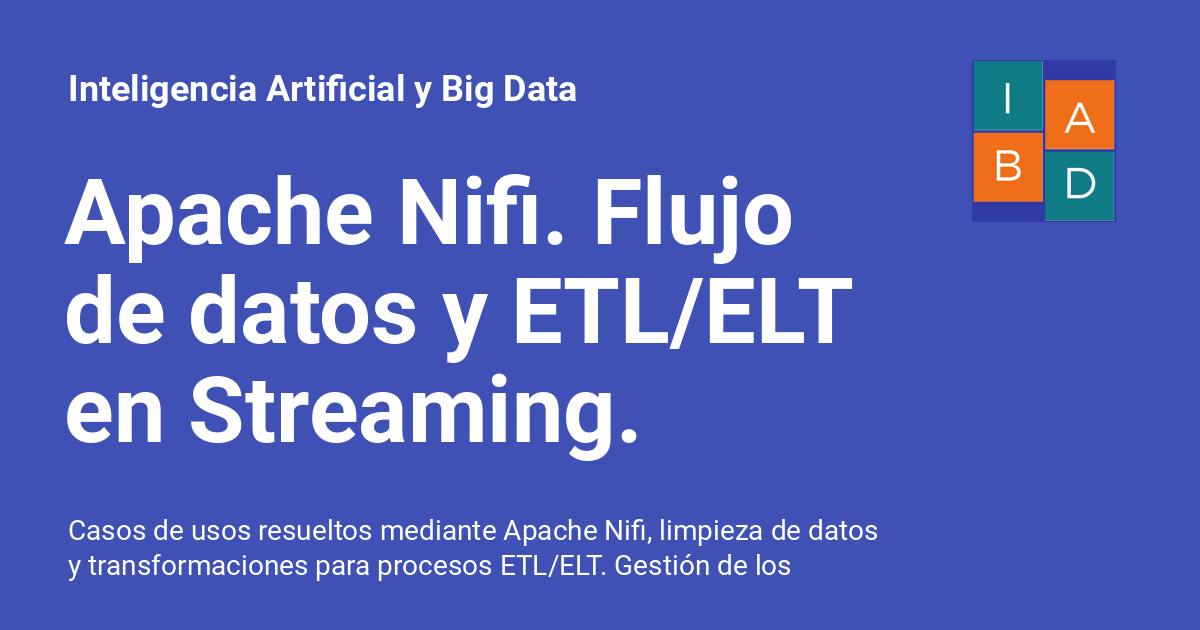 Inteligencia Artificial y Big Data
I
A
B
D
Apache Nifi. Flujo
de datos y ETL/ELT
en Streaming.
Casos de usos resueltos mediante Apache Nifi, limpieza de datos
y transformaciones para procesos ETL/ELT. Gestión de los